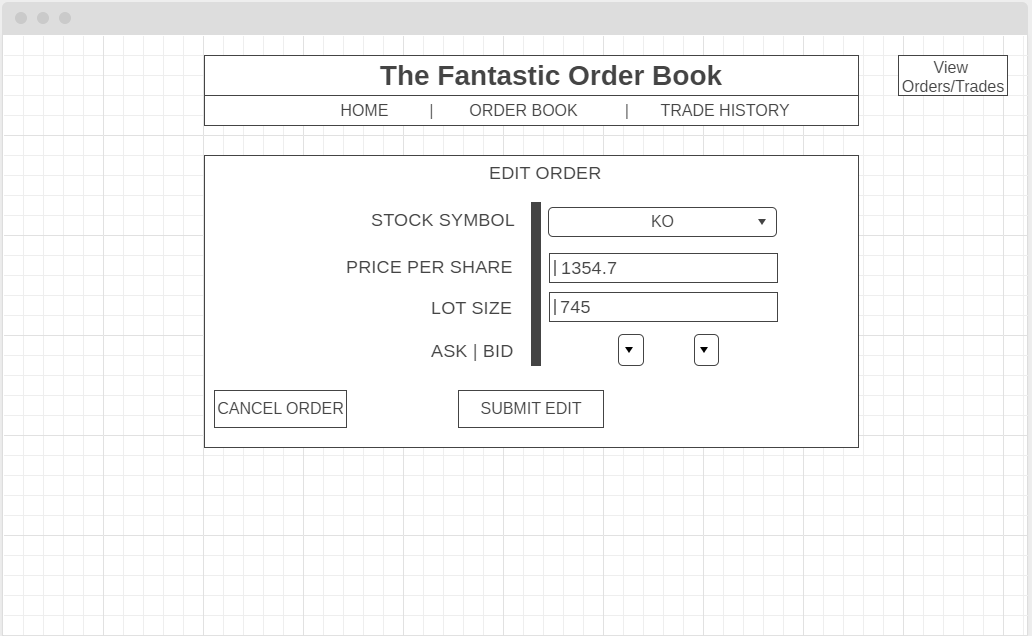 The Fantastic Order Book
View
Orders/Trades
HOME | ORDER BOOK | TRADE HISTORY
EDIT ORDER
STOCK SYMBOL KO
PRICE PER SHARE 1354.7
LOT SIZE 745
ASK | BID
CANCEL ORDER SUBMIT EDIT